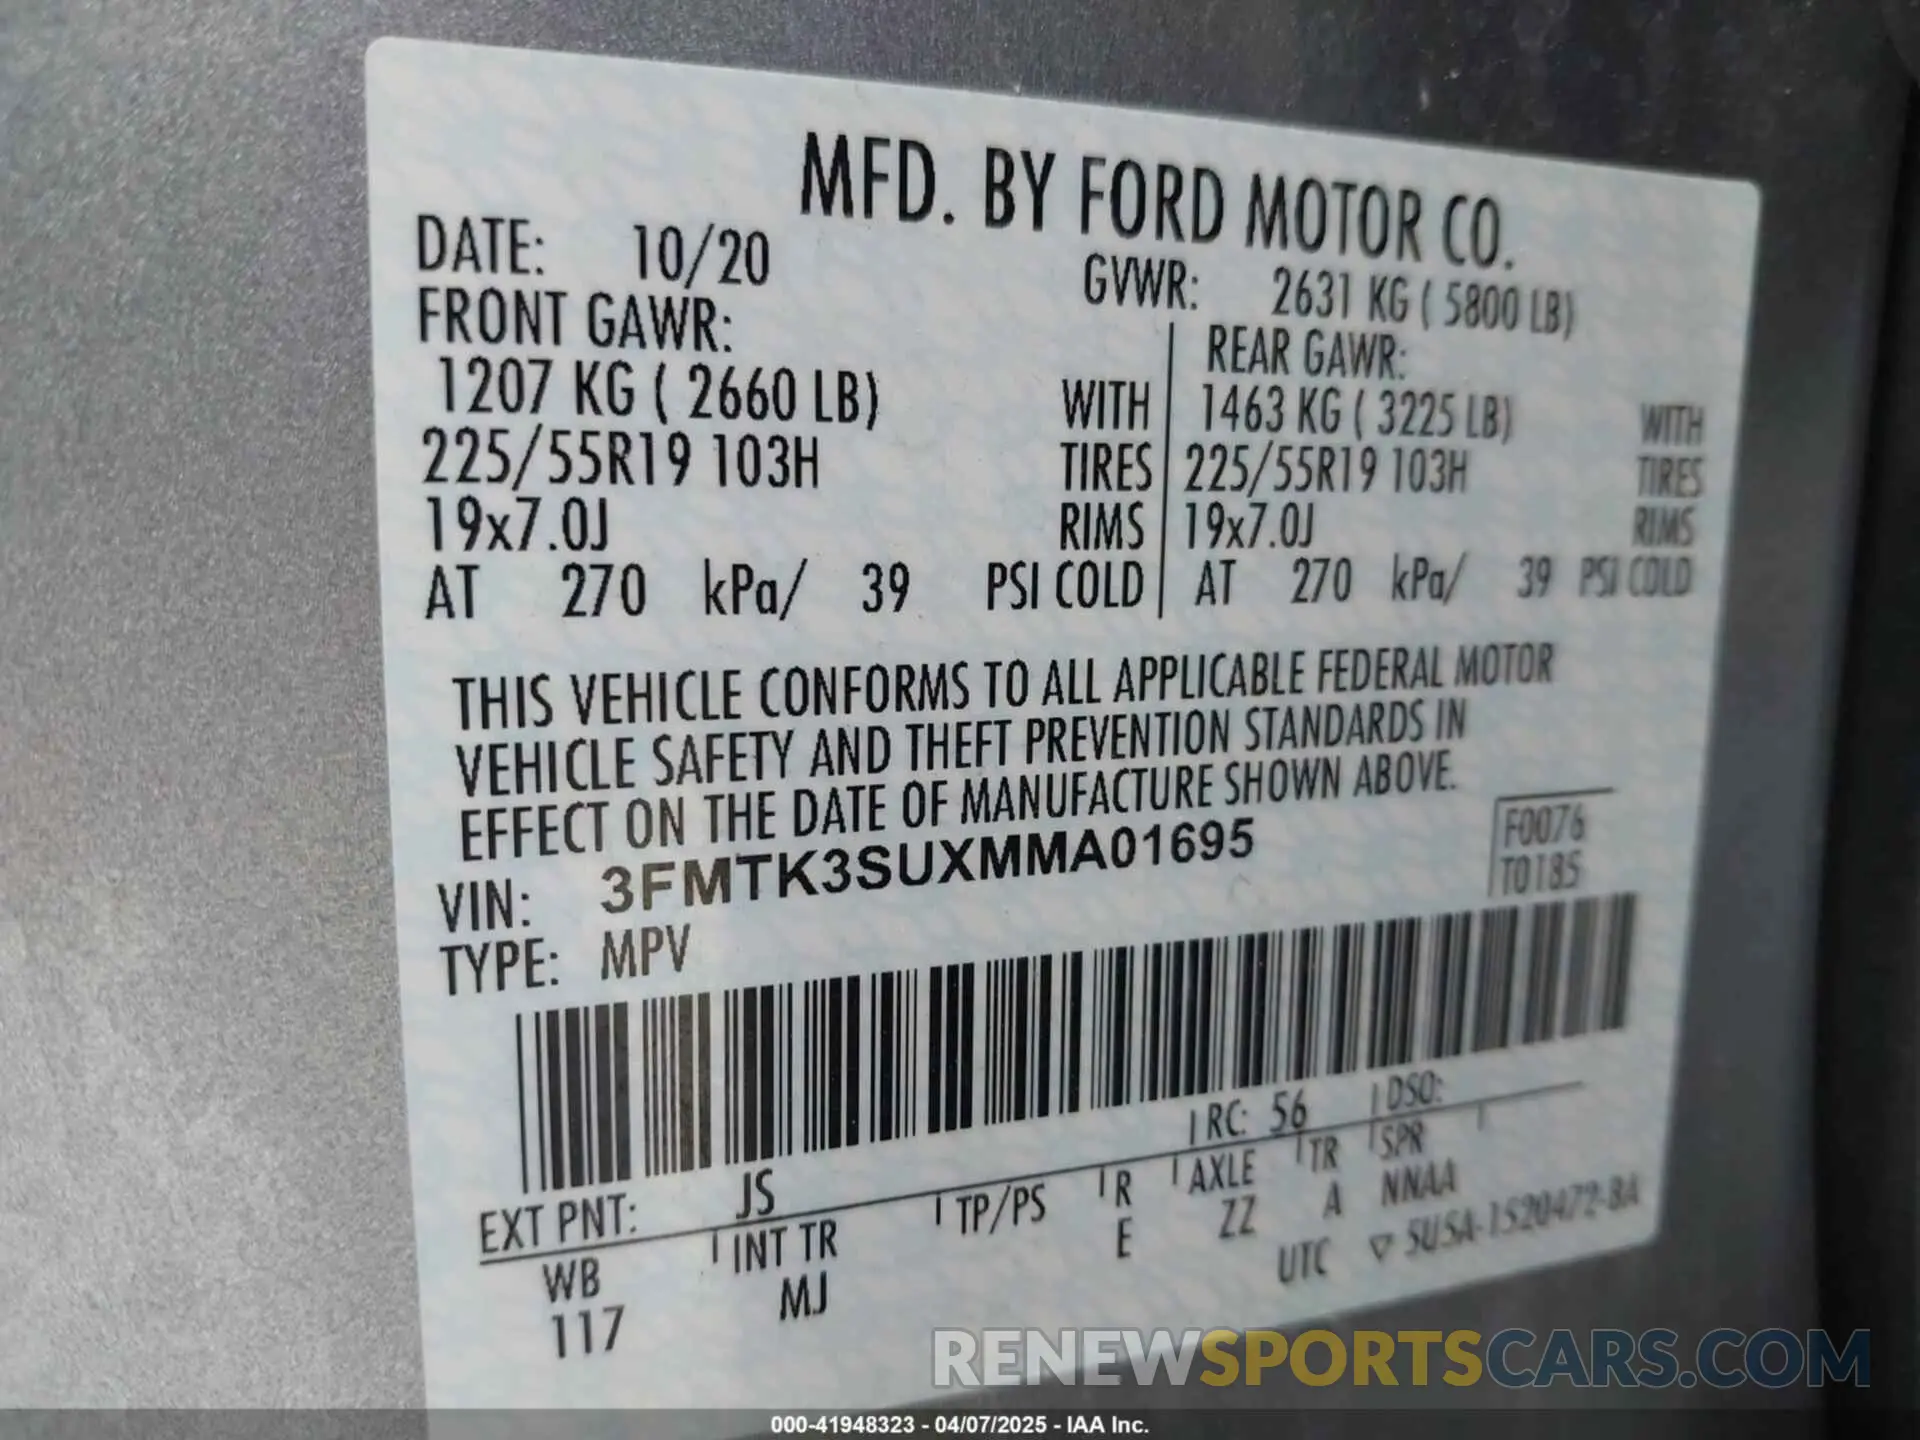 MFD. BY FORD MOTOR CO.
DATE: 10/20 GVWR: 2631 KG ( 5800 LB)
FRONT GAWR: REAR GAWR:
1207 KG ( 2660 LB) WITH 1463 KG ( 3225 LB) WITH
225/55R19 103H TIRES 225/55R19 103H TIRES
19x7.0J RIMS 19x7.0J RIMS
AT 270 kPa/ 39 PSI COLD AT 270 kPa/ 39 PSI COLD
THIS VEHICLE CONFORMS TO ALL APPLICABLE FEDERAL MOTOR
VEHICLE SAFETY AND THEFT PREVENTION STANDARDS IN
EFFECT ON THE DATE OF MANUFACTURE SHOWN ABOVE.
F0076
VIN: 3FMTK3SUXMMA01695
T0185
TYPE: MPV
EXT PNT: JS RC: 56 DSO:
WB INT TR TP/PS R AXLE TR SPR
117 MJ E ZZ A NNAA
UTC ▽ 5U5A-1520472-BA
RENEWSPORTSCARS.COM
000-41948323 - 04/07/2025 - IAA Inc.